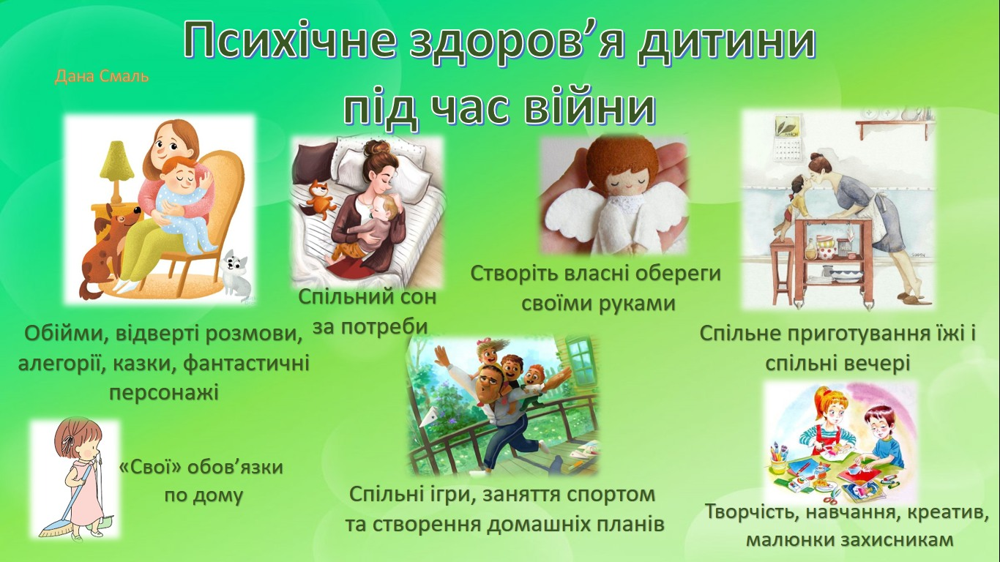 Психічне здоров’я дитини
під час війни
Дана Смаль
Обійми, відверті розмови,
алегорії, казки, фантастичні
персонажі
Спільний сон
за потреби
Створіть власні обереги
своїми руками
MARCH
Спільне приготування їжі і
спільні вечері
«Свої» обов’язки
по дому
Спільні ігри, заняття спортом
та створення домашніх планів
Творчість, навчання, креатив,
малюнки захисникам